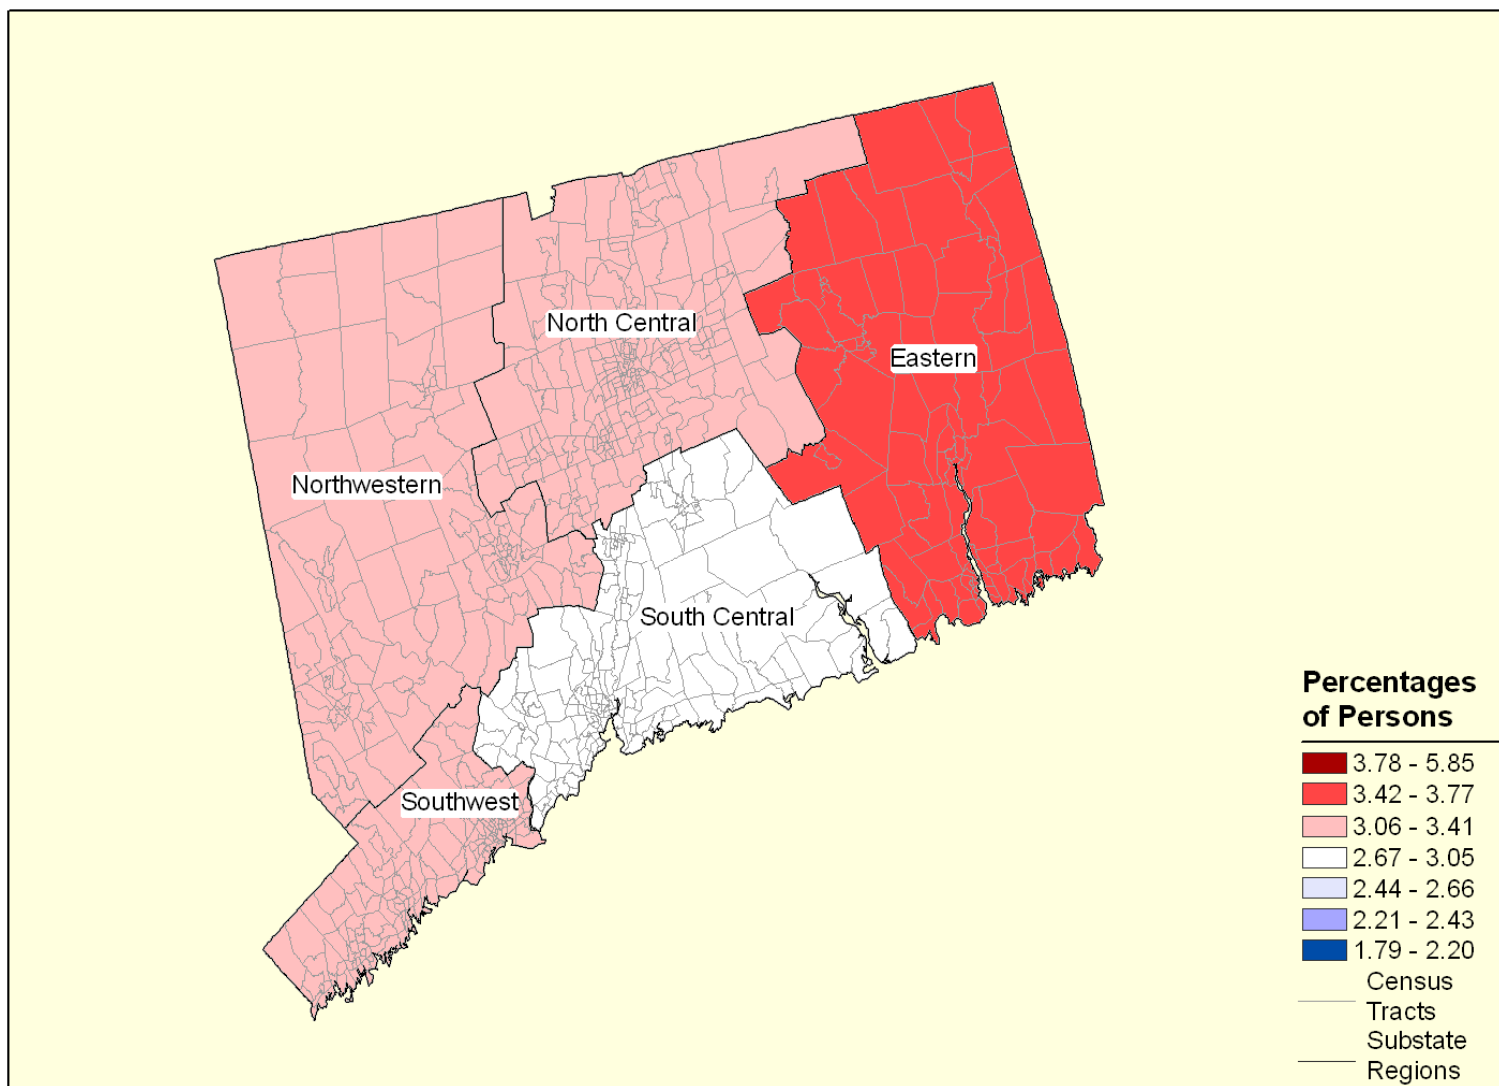 North Central
Eastern
Northwestern
South Central
Southwest
Percentages
of Persons
3.78 - 5.85
3.42 - 3.77
3.06 - 3.41
2.67 - 3.05
2.44 - 2.66
2.21 - 2.43
1.79 - 2.20
Census
Tracts
Substate
Regions